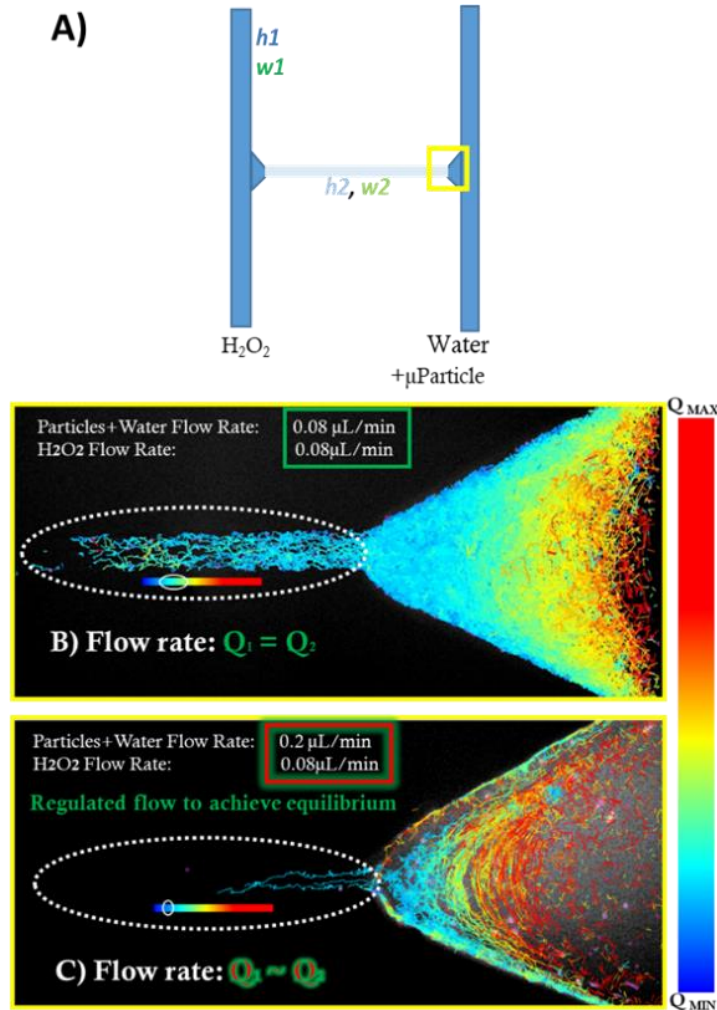 A)
h1
w1
h2, w2
H₂O₂
Water
+µParticle
Q MAX
Particles+Water Flow Rate: 0.08 µL/min
H2O2 Flow Rate: 0.08µL/min
B) Flow rate: Q₁ = Q₂
Particles+Water Flow Rate: 0.2 µL/min
H2O2 Flow Rate: 0.08µL/min
Regulated flow to achieve equilibrium
C) Flow rate: Q₁ ~ Q₂
Q MIN